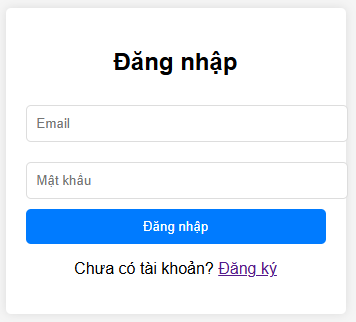 Đăng nhập
Email
Mật khẩu
Đăng nhập
Chưa có tài khoản? Đăng ký